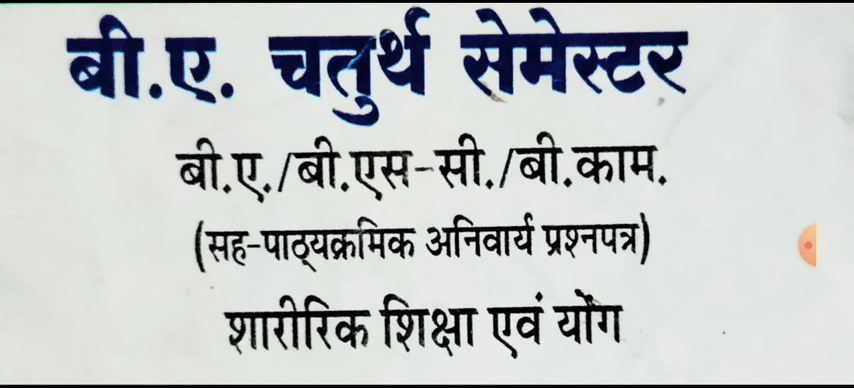 बी.ए. चतुर्थ सेमेस्टर
बी.ए./बी.एस-सी./बी.काम.
(सह-पाठ्यक्रमिक अनिवार्य प्रश्नपत्र)
शारीरिक शिक्षा एवं योंग